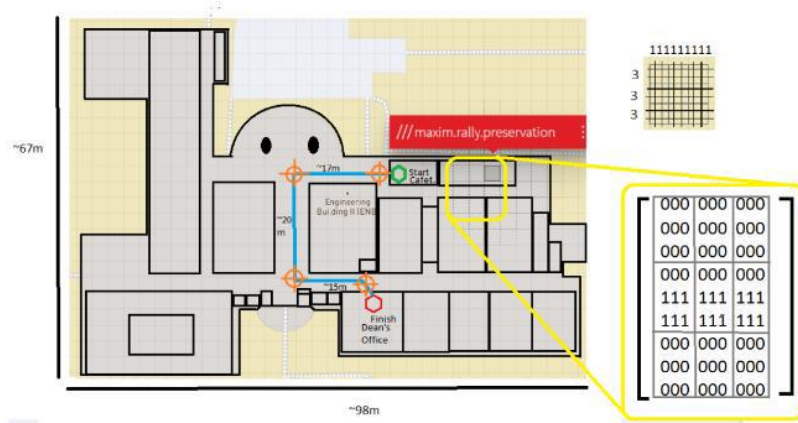 111111111
3
3
3
~67m
/// maxim.rally.preservation
~17m
Start
Cafet.
Engineering
Building II (ENG
~20
m
~15m
Finish
Dean's
Office
~98m
000 000 000
000 000 000
000 000 000
000 000 000
111 111 111
111 111 111
000 000 000
000 000 000
000 000 000